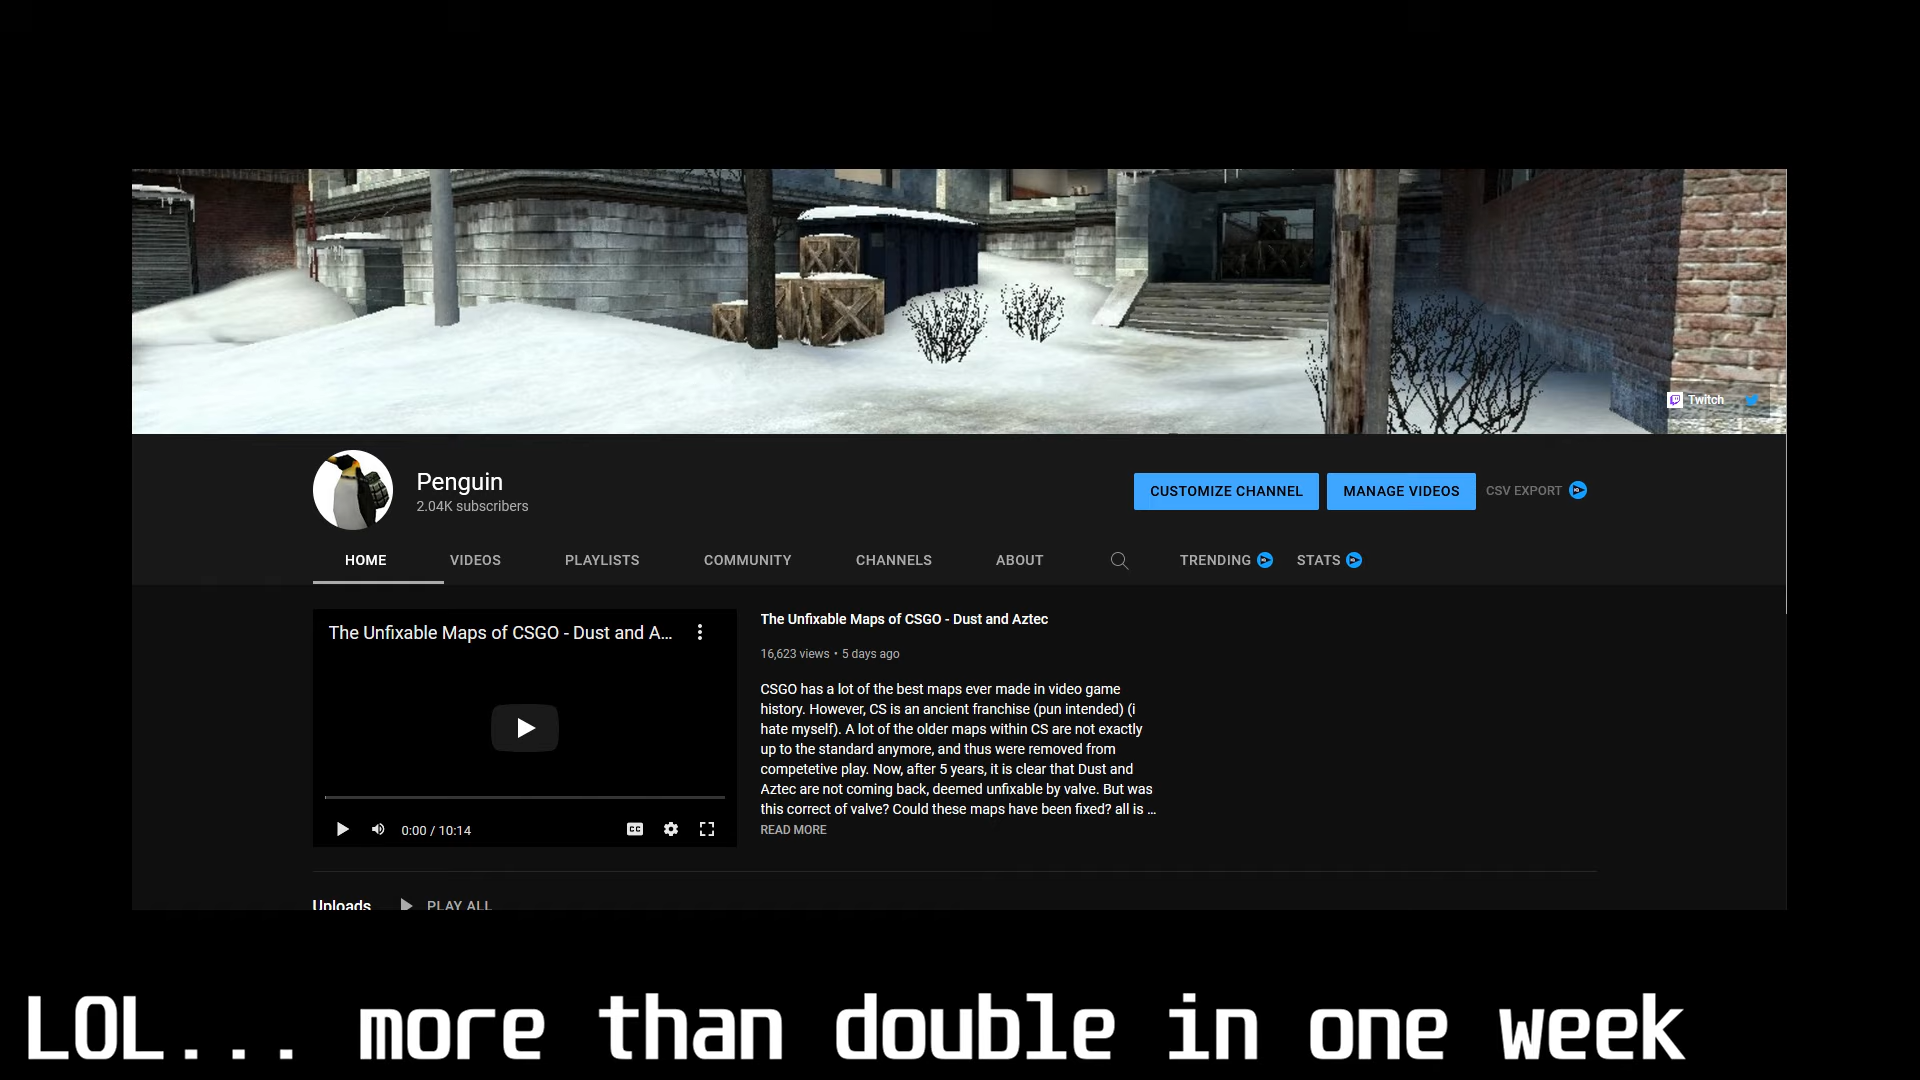 Twitch
Penguin
2.04K subscribers
CUSTOMIZE CHANNEL
MANAGE VIDEOS
CSV EXPORT
HOME
VIDEOS
PLAYLISTS
COMMUNITY
CHANNELS
ABOUT
TRENDING
STATS
The Unfixable Maps of CSGO - Dust and A...
CC
0:00 / 10:14
The Unfixable Maps of CSGO - Dust and Aztec
16,623 views • 5 days ago
CSGO has a lot of the best maps ever made in video game
history. However, CS is an ancient franchise (pun intended) (i
hate myself). A lot of the older maps within CS are not exactly
up to the standard anymore, and thus were removed from
competetive play. Now, after 5 years, it is clear that Dust and
Aztec are not coming back, deemed unfixable by valve. But was
this correct of valve? Could these maps have been fixed? all is ...
READ MORE
Uploads
PLAY ALL
LOL... more than double in one week